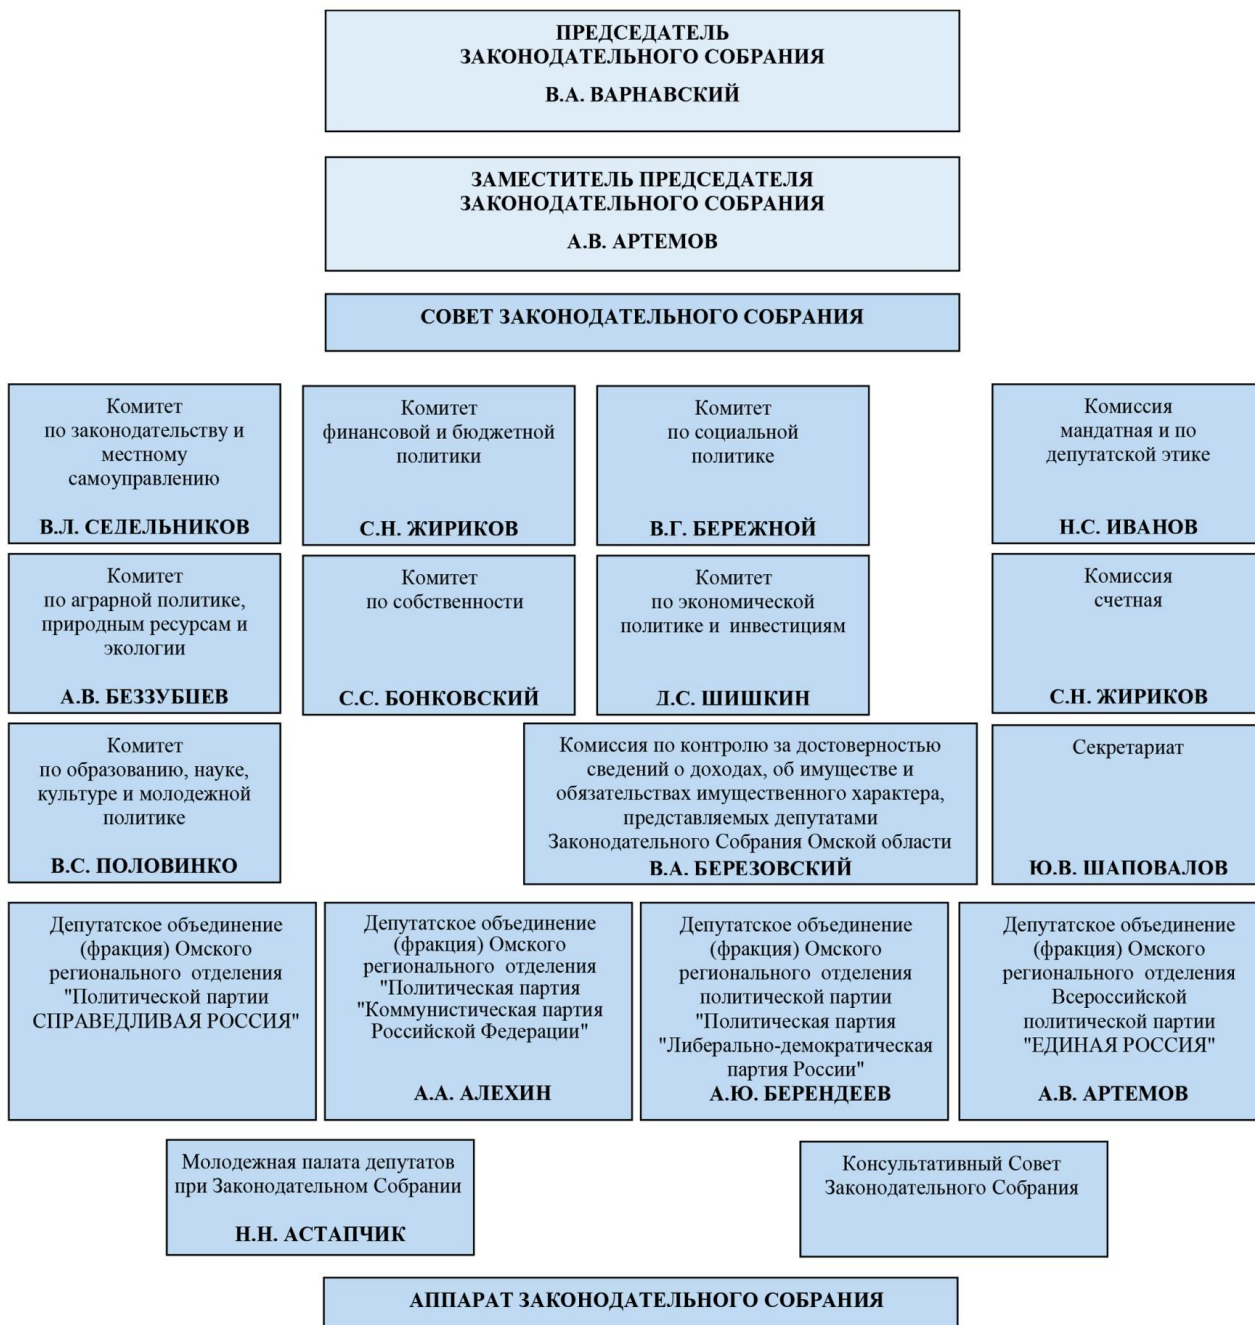 ПРЕДСЕДАТЕЛЬ
ЗАКОНОДАТЕЛЬНОГО СОБРАНИЯ
В.А. ВАРНАВСКИЙ
ЗАМЕСТИТЕЛЬ ПРЕДСЕДАТЕЛЯ
ЗАКОНОДАТЕЛЬНОГО СОБРАНИЯ
А.В. АРТЕМОВ
СОВЕТ ЗАКОНОДАТЕЛЬНОГО СОБРАНИЯ
Комитет
по законодательству и
местному
самоуправлению
В.Л. СЕДЕЛЬНИКОВ
Комитет
финансовой и бюджетной
политики
С.Н. ЖИРИКОВ
Комитет
по социальной
политике
В.Г. БЕРЕЖНОЙ
Комиссия
мандатная и по
депутатской этике
Н.С. ИВАНОВ
Комитет
по аграрной политике,
природным ресурсам и
экологии
А.В. БЕЗЗУБЦЕВ
Комитет
по собственности
С.С. БОНКОВСКИЙ
Комитет
по экономической
политике и инвестициям
Д.С. ШИШКИН
Комиссия
счетная
С.Н. ЖИРИКОВ
Комитет
по образованию, науке,
культуре и молодежной
политике
В.С. ПОЛОВИНКО
Комиссия по контролю за достоверностью
сведений о доходах, об имуществе и
обязательствах имущественного характера,
представляемых депутатами
Законодательного Собрания Омской области
В.А. БЕРЕЗОВСКИЙ
Секретариат
Ю.В. ШАПОВАЛОВ
Депутатское объединение
(фракция) Омского
регионального отделения
"Политической партии
СПРАВЕДЛИВАЯ РОССИЯ"
Депутатское объединение
(фракция) Омского
регионального отделения
"Политическая партия
"Коммунистическая партия
Российской Федерации"
А.А. АЛЕХИН
Депутатское объединение
(фракция) Омского
регионального отделения
политической партии
"Политическая партия
"Либерально-демократическая
партия России"
А.Ю. БЕРЕНДЕЕВ
Депутатское объединение
(фракция) Омского
регионального отделения
Всероссийской
политической партии
"ЕДИНАЯ РОССИЯ"
А.В. АРТЕМОВ
Молодежная палата депутатов
при Законодательном Собрании
Н.Н. АСТАПЧИК
Консультативный Совет
Законодательного Собрания
АППАРАТ ЗАКОНОДАТЕЛЬНОГО СОБРАНИЯ